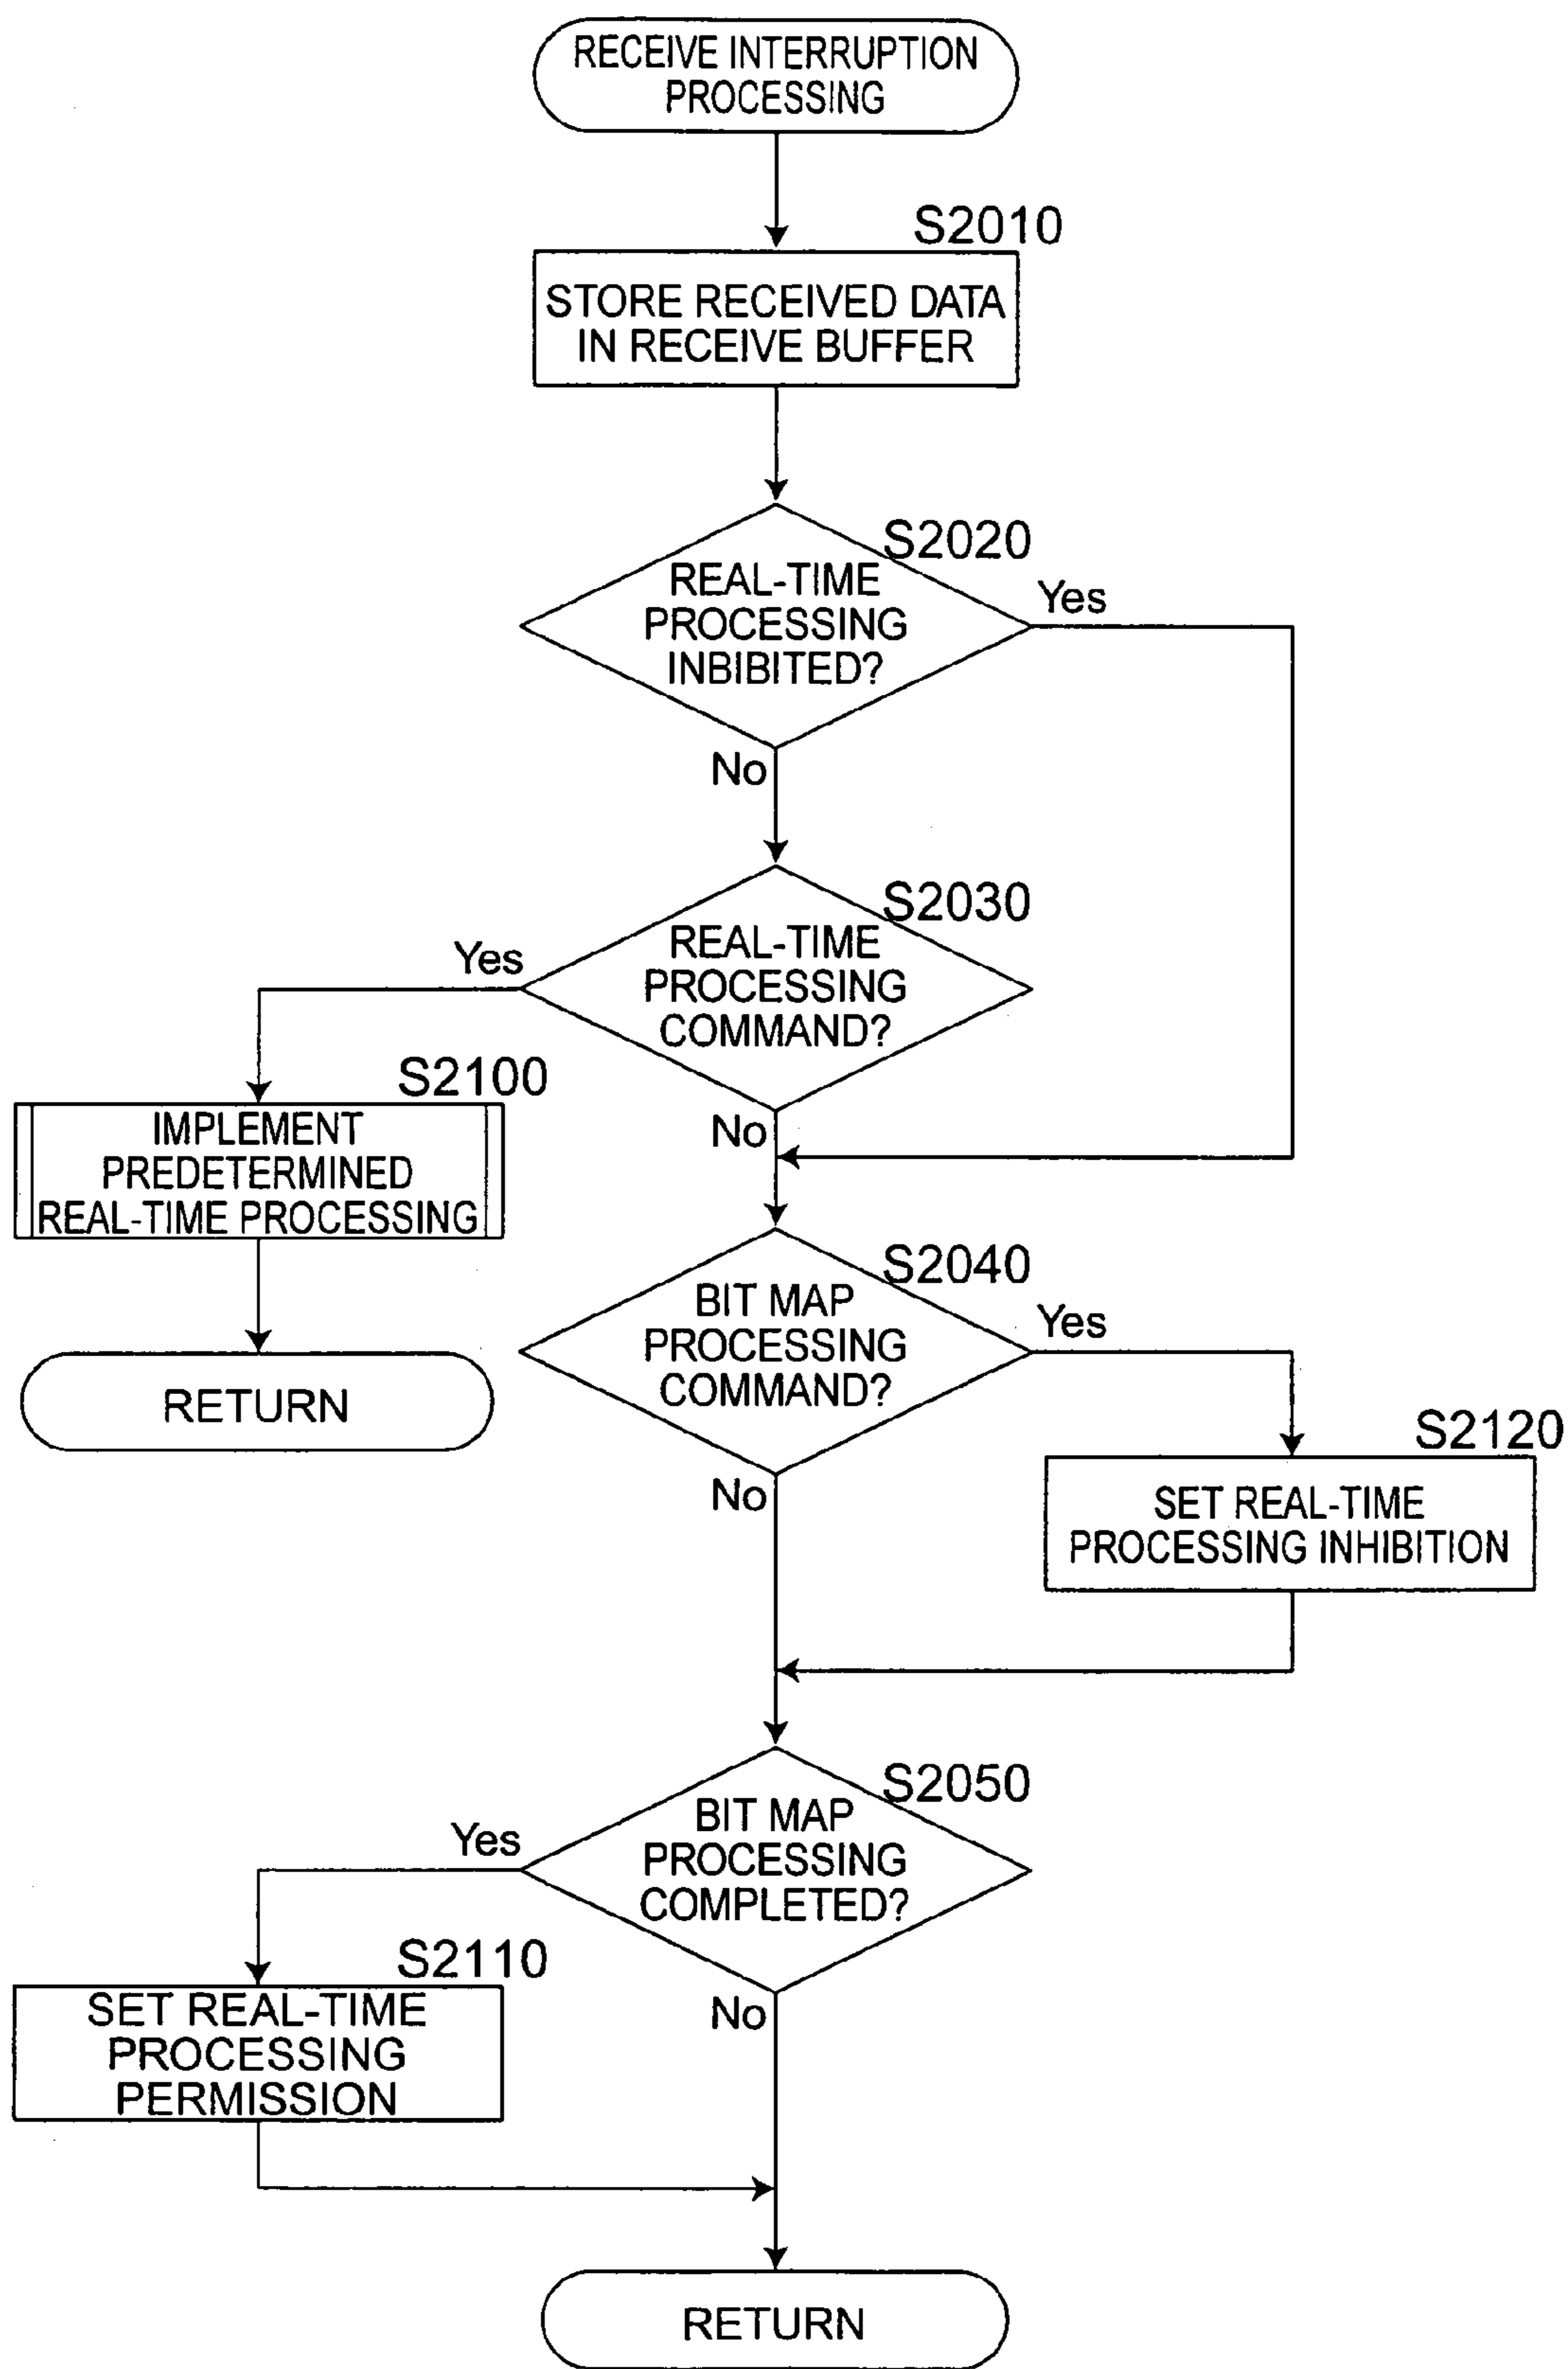 RECEIVE INTERRUPTION
PROCESSING
S2010
STORE RECEIVED DATA
IN RECEIVE BUFFER
S2020
REAL-TIME
PROCESSING
INBIBITED?
Yes
No
S2030
REAL-TIME
PROCESSING
COMMAND?
Yes
No
S2100
IMPLEMENT
PREDETERMINED
REAL-TIME PROCESSING
RETURN
S2040
BIT MAP
PROCESSING
COMMAND?
Yes
No
S2120
SET REAL-TIME
PROCESSING INHIBITION
S2050
BIT MAP
PROCESSING
COMPLETED?
Yes
No
S2110
SET REAL-TIME
PROCESSING
PERMISSION
RETURN